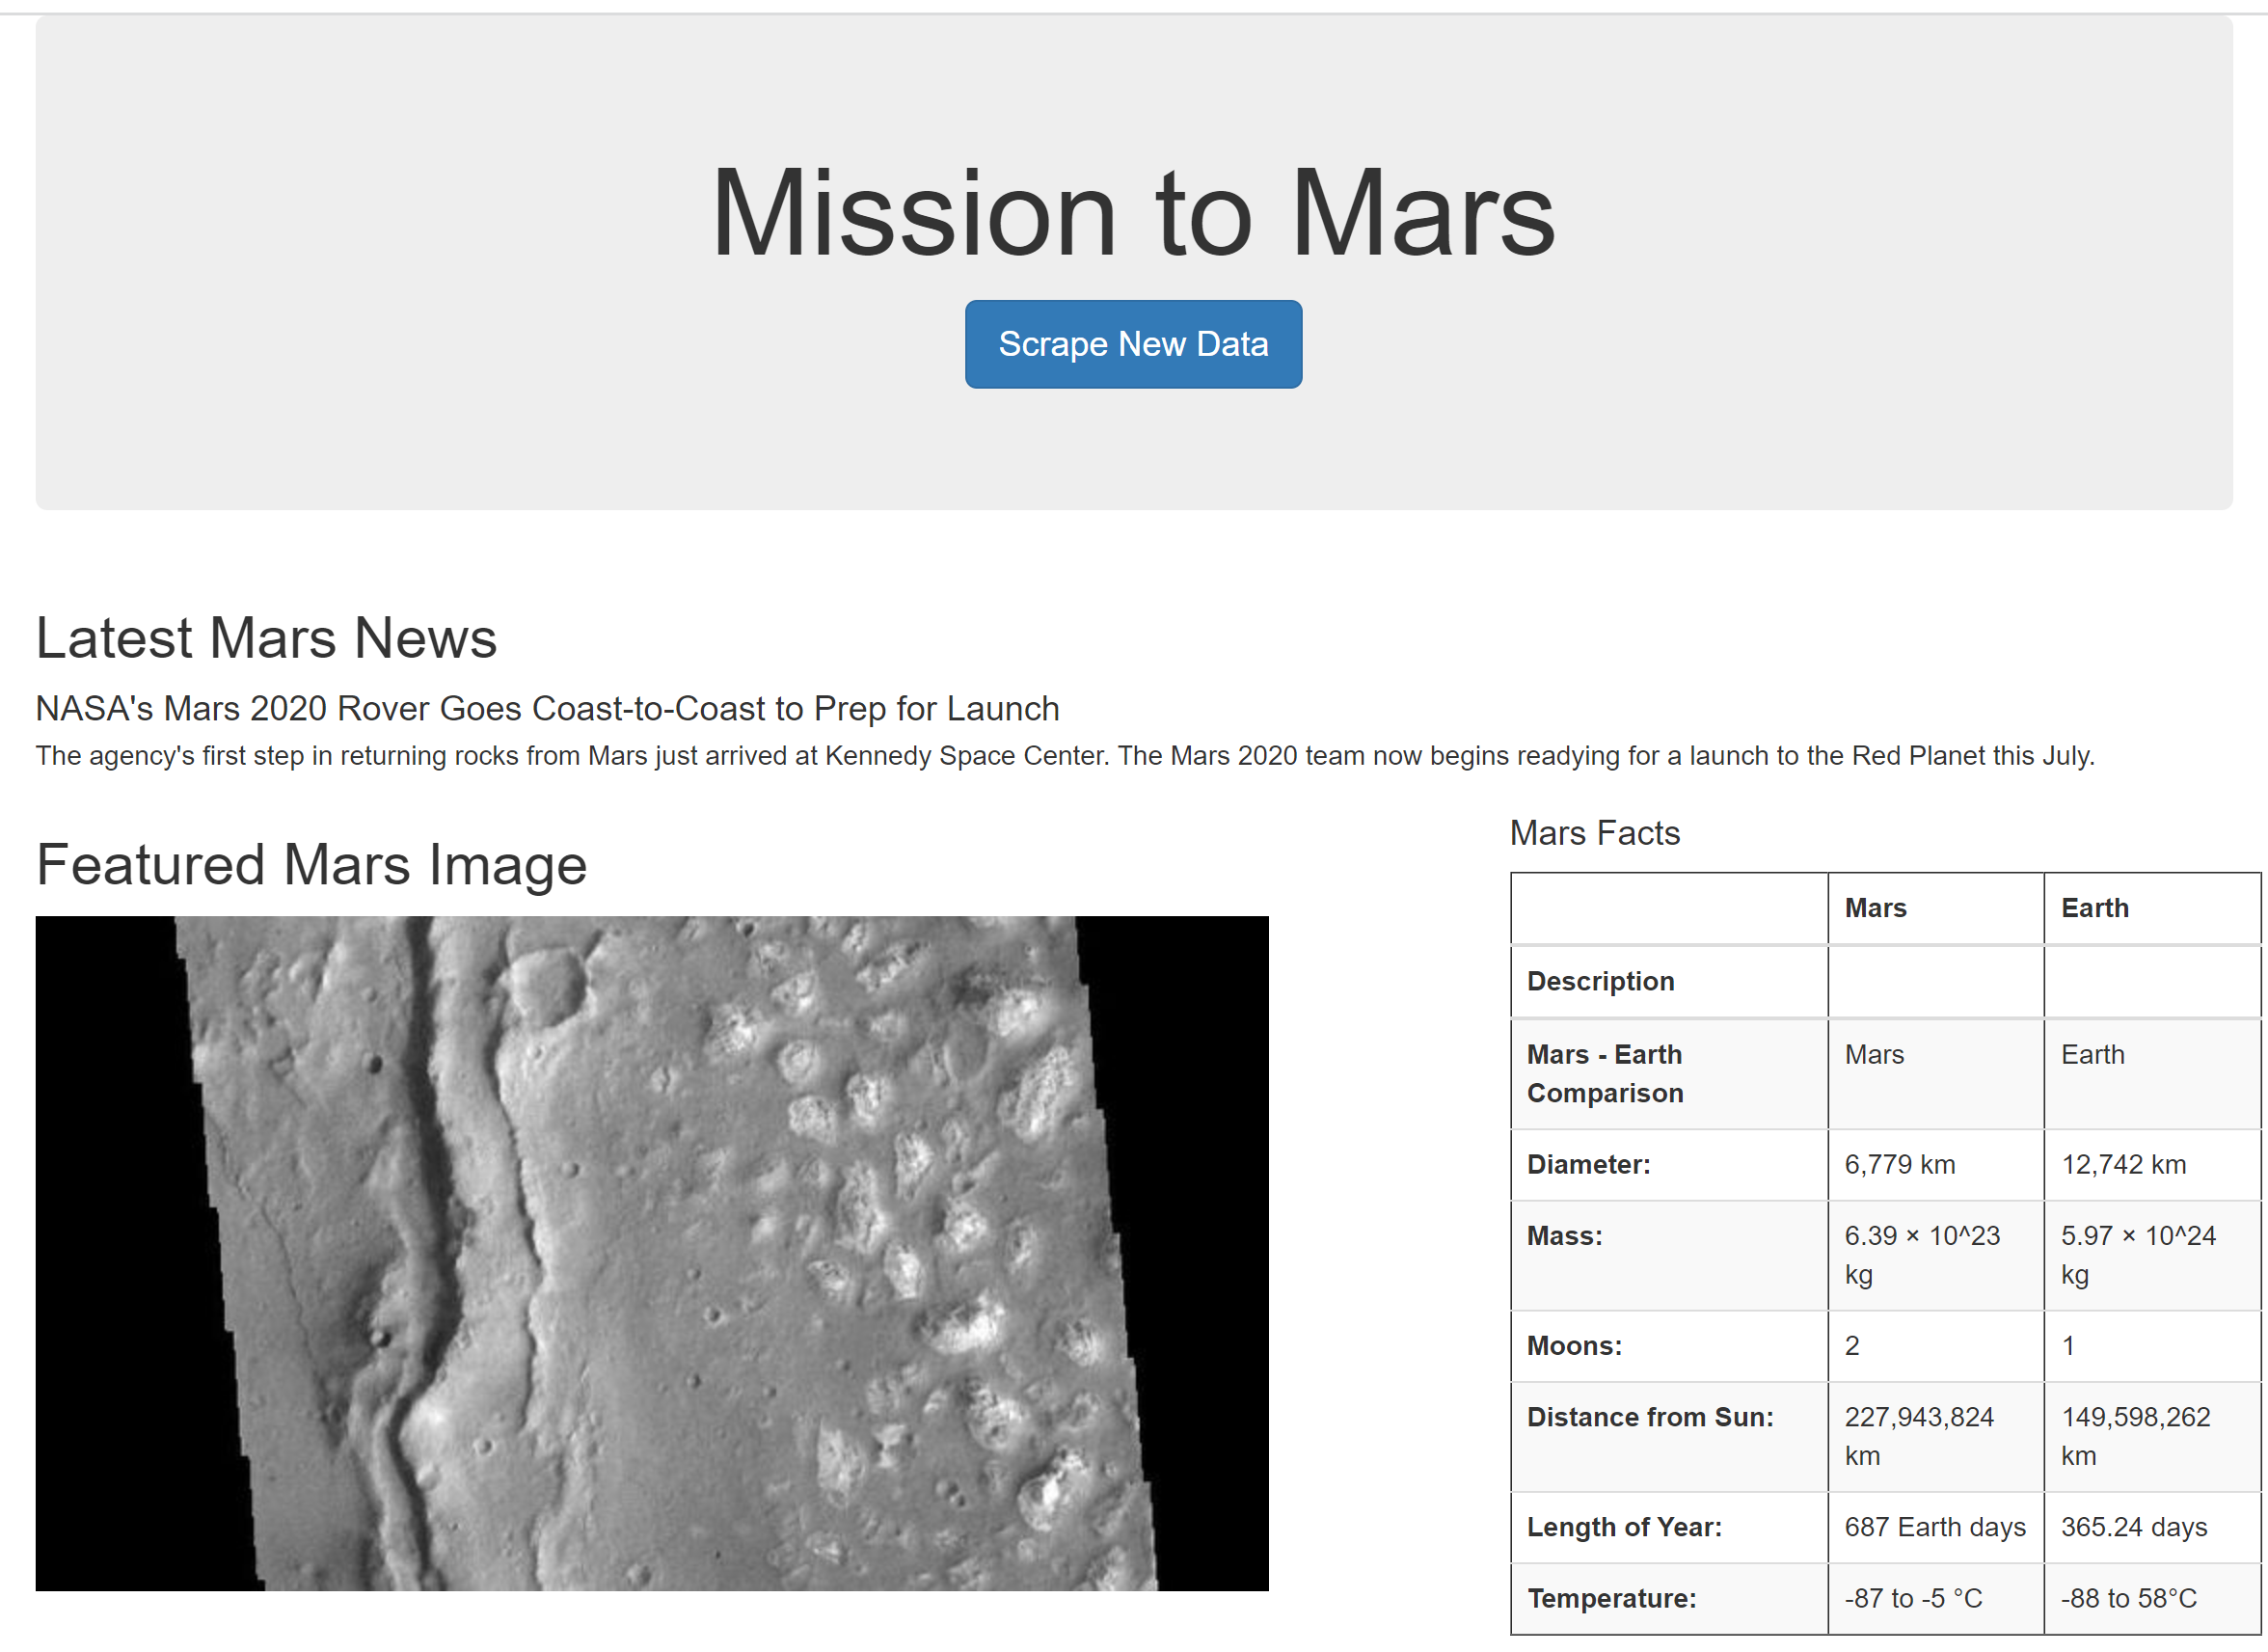 Mission to Mars
Scrape New Data
Latest Mars News
NASA's Mars 2020 Rover Goes Coast-to-Coast to Prep for Launch
The agency's first step in returning rocks from Mars just arrived at Kennedy Space Center. The Mars 2020 team now begins readying for a launch to the Red Planet this July.
Featured Mars Image
Mars Facts
Mars Earth
Description
Mars - Earth Mars Earth
Comparison
Diameter: 6,779 km 12,742 km
Mass: 6.39 × 10^23 5.97 × 10^24
kg kg
Moons: 2 1
Distance from Sun: 227,943,824 149,598,262
km km
Length of Year: 687 Earth days 365.24 days
Temperature: -87 to -5 °C -88 to 58°C